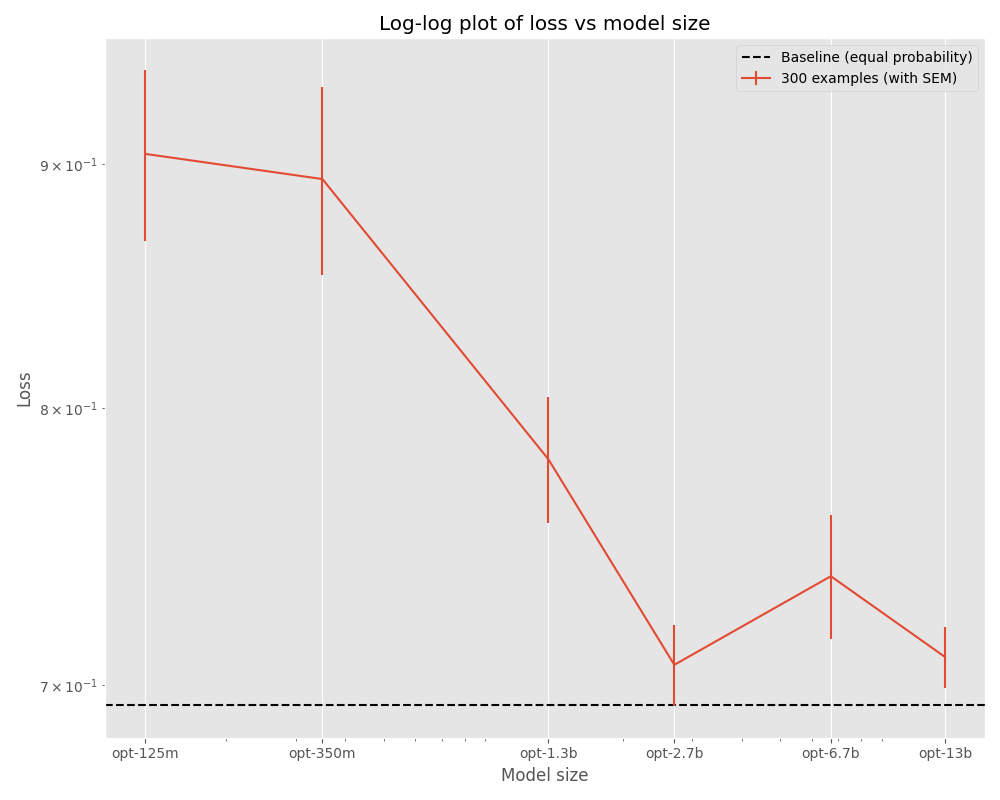 Log-log plot of loss vs model size
Baseline (equal probability)
300 examples (with SEM)
9 × 10⁻¹
8 × 10⁻¹
7 × 10⁻¹
Loss
opt-125m opt-350m opt-1.3b opt-2.7b opt-6.7b opt-13b
Model size